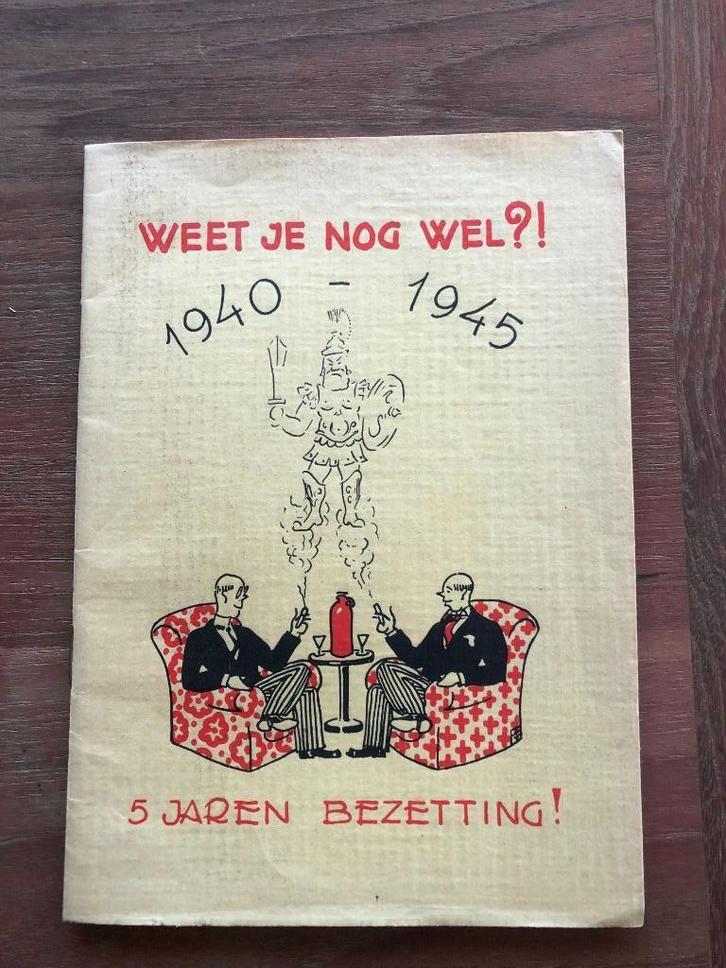 WEET JE NOG WEL?!
1940 - 1945
5 JAREN BEZETTING!